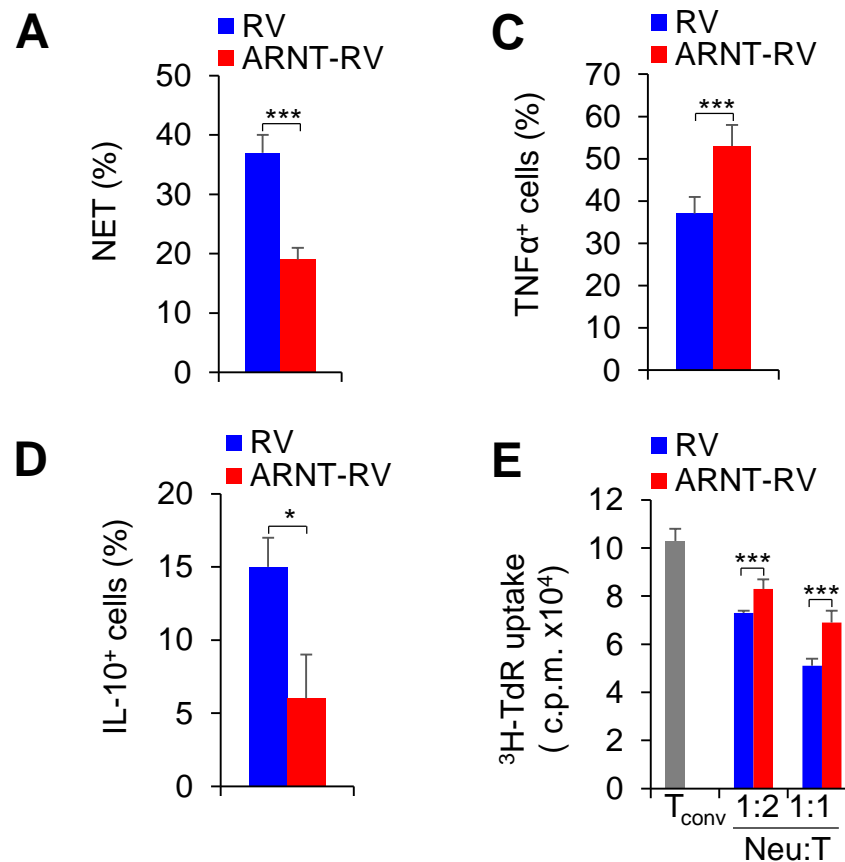 A
RV
ARNT-RV
50
40
30
20
10
0
NET (%)
***
C
RV
ARNT-RV
70
60
50
40
30
20
10
0
TNFα⁺ cells (%)
***
D
RV
ARNT-RV
20
15
10
5
0
IL-10⁺ cells (%)
*
E
RV
ARNT-RV
12
10
8
6
4
2
0
³H-TdR uptake
( c.p.m. x10⁴)
***
***
Tconv 1:2 1:1
Neu:T